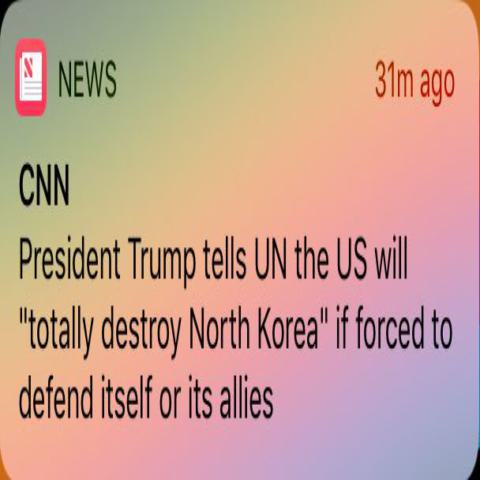 NEWS 31m ago
CNN
President Trump tells UN the US will
"totally destroy North Korea" if forced to
defend itself or its allies